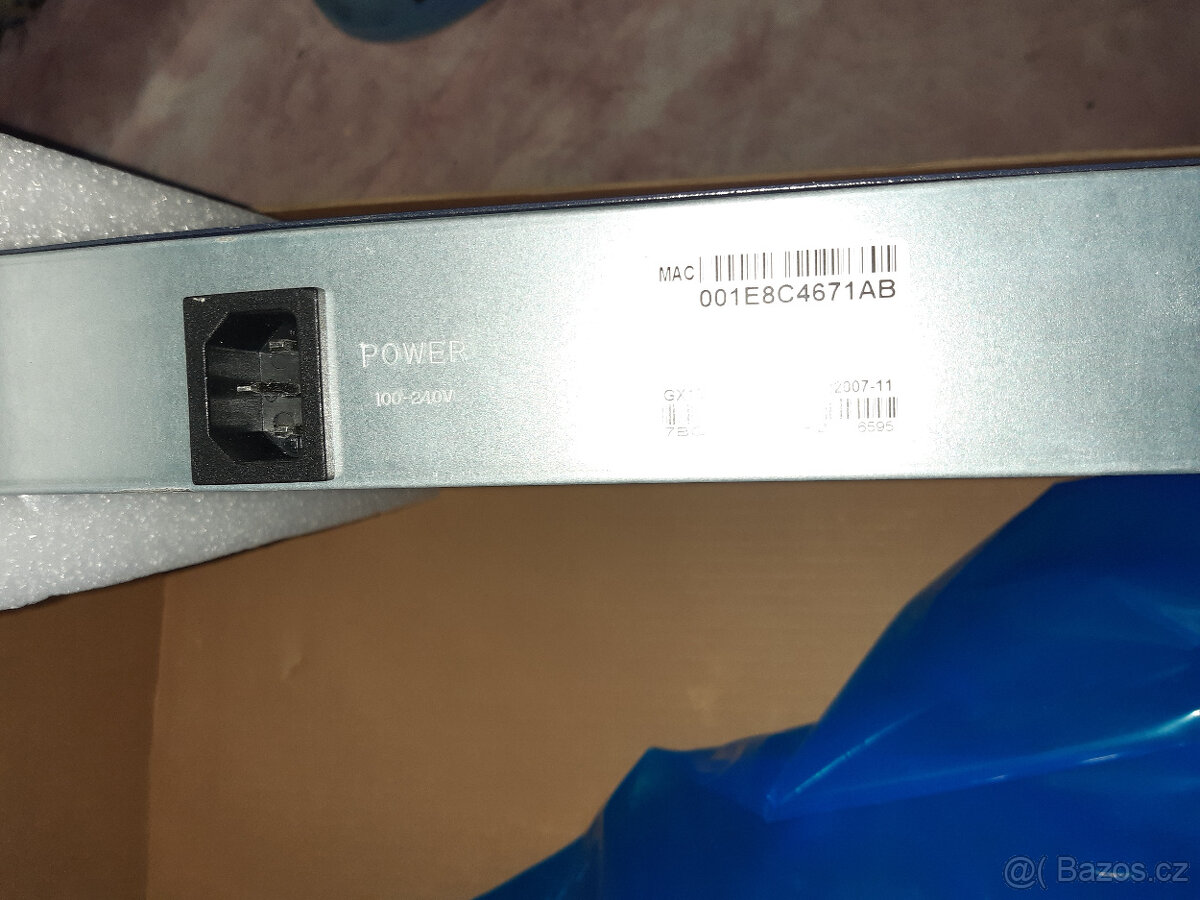 MAC
001E8C4671AB
POWER
100-240V
2007-11
6595
@( Bazos.cz